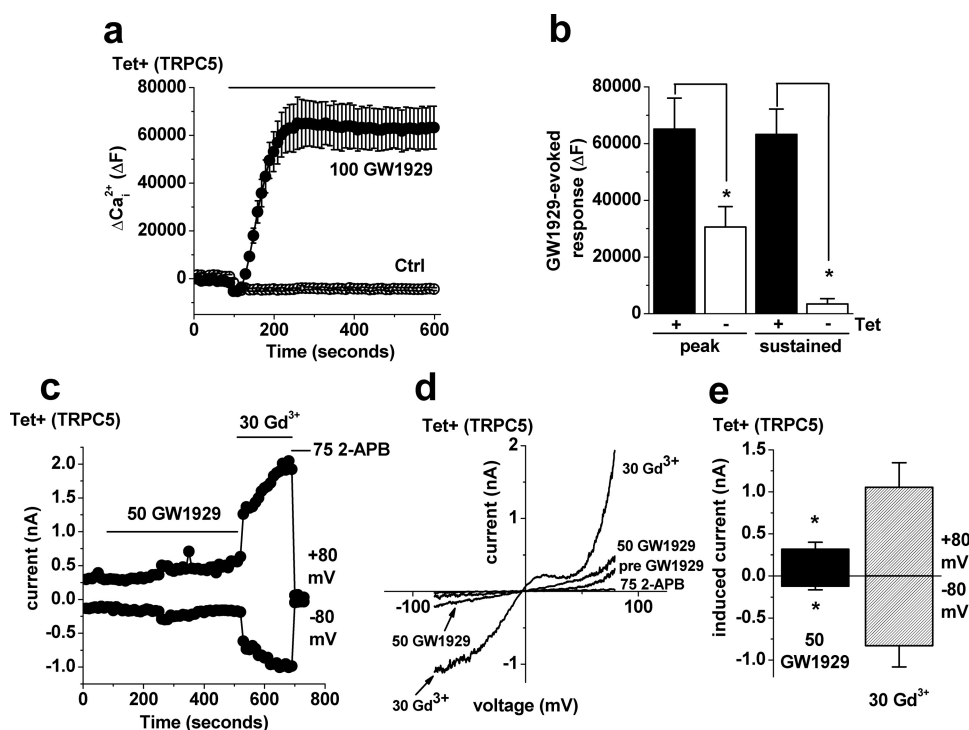 a
Tet+ (TRPC5)
80000
60000
40000
20000
0
ΔCa i 2+ (ΔF)
100 GW1929
Ctrl
0 200 400 600
Time (seconds)
b
80000
60000
40000
20000
0
GW1929-evoked
response (ΔF)
*
*
+ - + - Tet
peak sustained
c
Tet+ (TRPC5)
30 Gd3+
75 2-APB
50 GW1929
2.0
1.5
1.0
0.5
0.0
-0.5
-1.0
current (nA)
+80
mV
-80
mV
0 200 400 600 800
Time (seconds)
d
Tet+ (TRPC5)
2
1
-1
current (nA)
30 Gd3+
50 GW1929
pre GW1929
75 2-APB
-100
100
50 GW1929
30 Gd3+
voltage (mV)
e
Tet+ (TRPC5)
1.5
1.0
0.5
0.0
-0.5
-1.0
induced current (nA)
*
*
+80
mV
-80
mV
50
GW1929
30 Gd3+